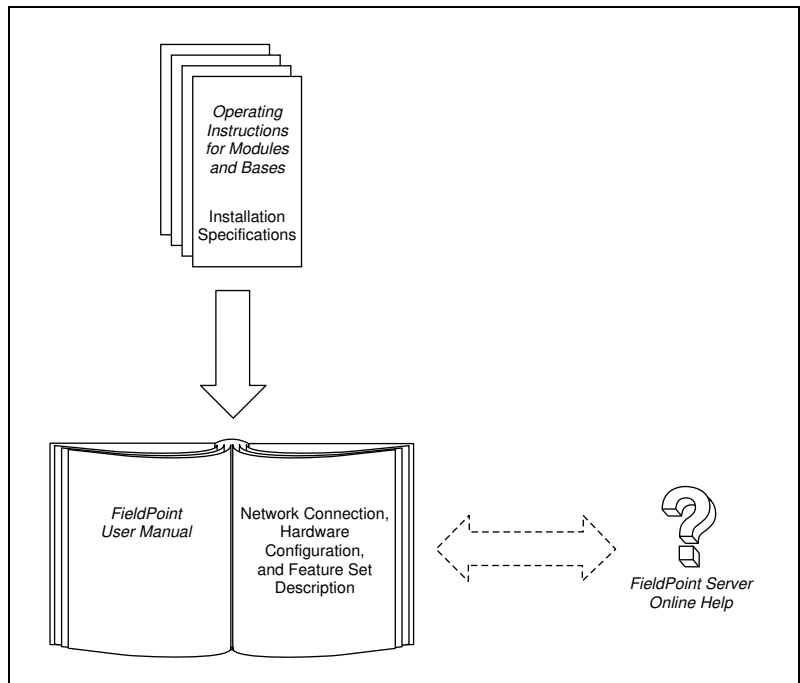 Operating
Instructions
for Modules
and Bases
Installation
Specifications
FieldPoint
User Manual
Network Connection,
Hardware
Configuration,
and Feature Set
Description
FieldPoint Server
Online Help